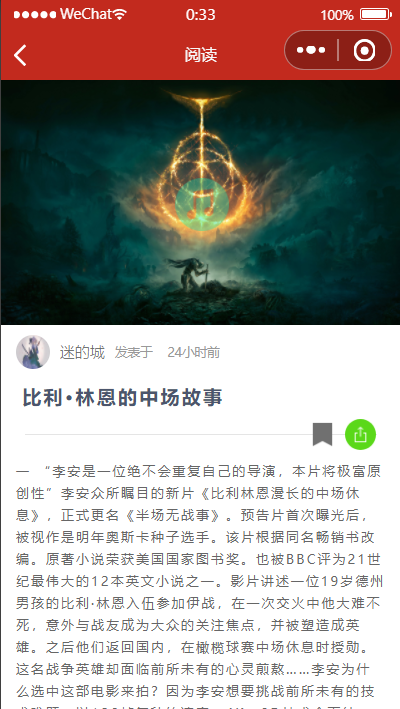 WeChat 0:33 100%
阅读
迷的城 发表于 24小时前
比利·林恩的中场故事
一 “李安是一位绝不会重复自己的导演，本片将极富原
创性” 李安众所瞩目的新片《比利林恩漫长的中场休
息》，正式更名《半场无战事》。预告片首次曝光后，
被视作是明年奥斯卡种子选手。该片根据同名畅销书改
编。原著小说荣获美国国家图书奖。也被BBC评为21世
纪最伟大的12本英文小说之一。影片讲述一位19岁德州
男孩的比利·林恩入伍参加伊战，在一次交火中他大难不
死，意外与战友成为大众的关注焦点，并被塑造成英
雄。之后他们返回国内，在橄榄球赛中场休息时授勋。
这名战争英雄却面临前所未有的心灵煎熬……李安为什
么选中这部电影来拍？因为李安想要挑战前所未有的技